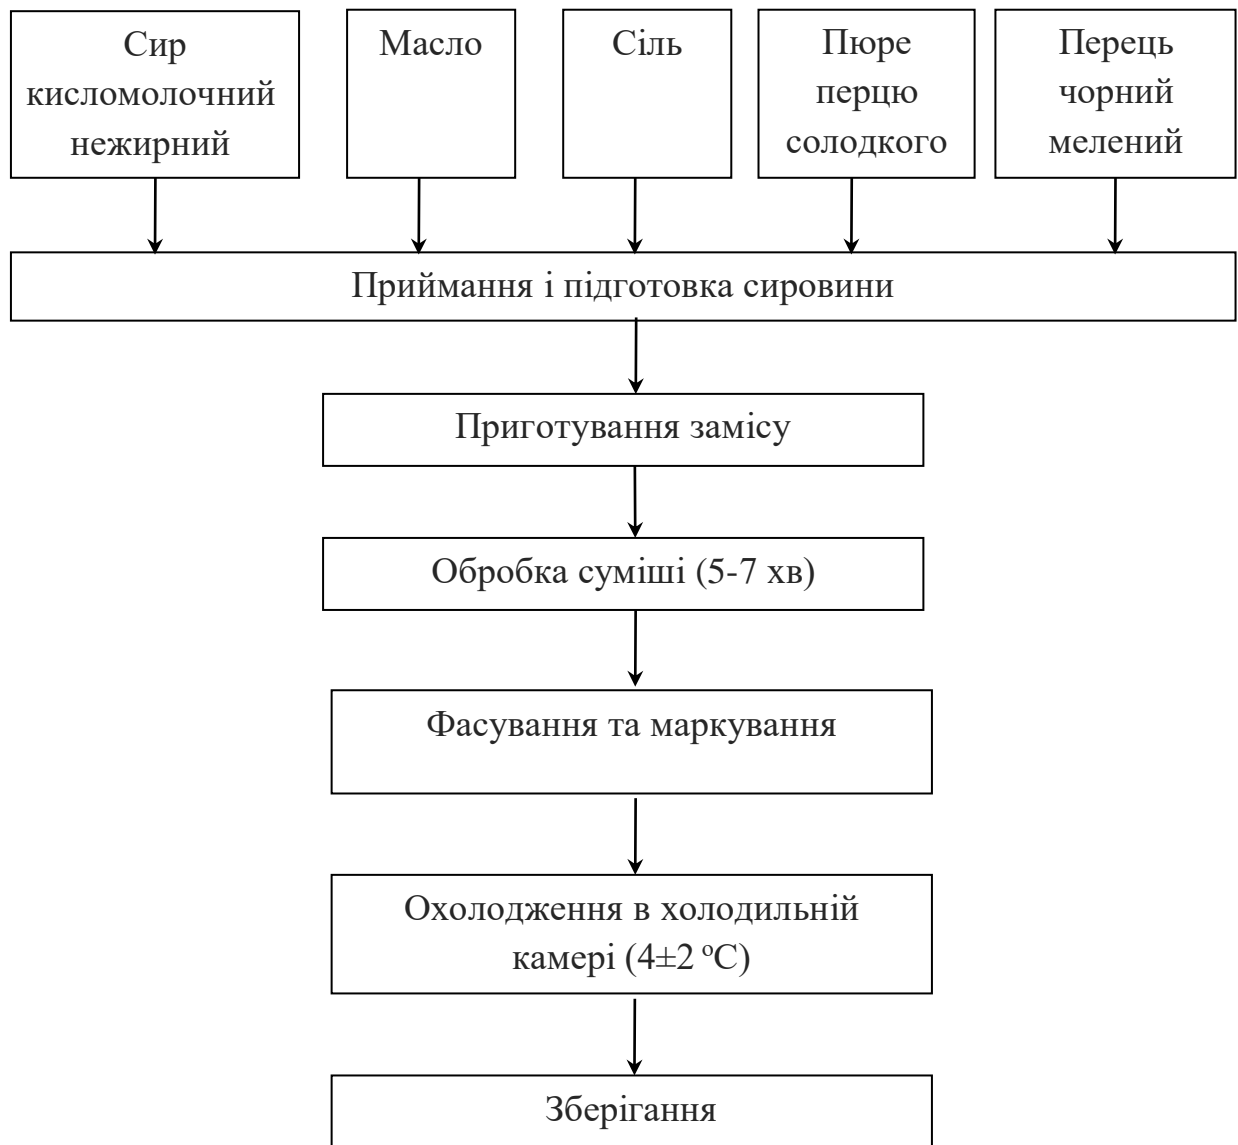 Сир
кисломолочний
нежирний
Масло
Сіль
Пюре
перцю
солодкого
Перець
чорний
мелений
Приймання і підготовка сировини
Приготування замісу
Обробка суміші (5-7 хв)
Фасування та маркування
Охолодження в холодильній
камері (4±2 ºС)
Зберігання